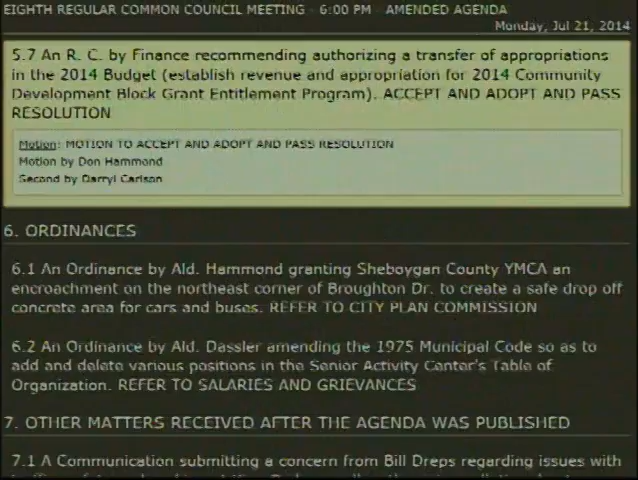 EIGHTH REGULAR COMMON COUNCIL MEETING - 6:00 PM - AMENDED AGENDA
Monday, Jul 21, 2014
5.7 An R. C. by Finance recommending authorizing a transfer of appropriations
in the 2014 Budget (establish revenue and appropriation for 2014 Community
Development Block Grant Entitlement Program). ACCEPT AND ADOPT AND PASS
RESOLUTION
Motion: MOTION TO ACCEPT AND ADOPT AND PASS RESOLUTION
Motion by Don Hammond
Second by Darryl Carlson
6. ORDINANCES
6.1 An Ordinance by Ald. Hammond granting Sheboygan County YMCA an
encroachment on the northeast corner of Broughton Dr. to create a safe drop off
concrete area for cars and buses. REFER TO CITY PLAN COMMISSION
6.2 An Ordinance by Ald. Dassler amending the 1975 Municipal Code so as to
add and delete various positions in the Senior Activity Center's Table of
Organization. REFER TO SALARIES AND GRIEVANCES
7. OTHER MATTERS RECEIVED AFTER THE AGENDA WAS PUBLISHED
7.1 A Communication submitting a concern from Bill Dreps regarding issues with